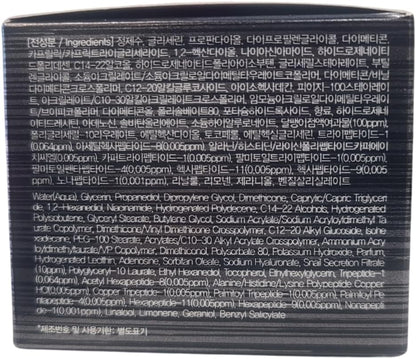 [전성분 / Ingredients] 정제수, 글리세린, 프로판다이올, 다이프로필렌글라이콜, 다이메티콘,
카프릴릭/카프릭트라이글리세라이드, 1,2-헥산다이올, 나이아신아마이드, 하이드로제네이티
드폴리데센, C14-22알코올, 하이드로제네이티드폴리아이소부텐, 글리세릴스테아레이트, 부틸
렌글라이콜, 소듐아크릴레이트/소듐아크릴로일다이메틸타우레이트코폴리머, 다이메티콘/비닐
다이메티콘크로스폴리머, C12-20알킬글루코사이드, 아이소헥사데칸, 피이지-100스테아레이
트, 아크릴레이트/C10-30알킬아크릴레이트크로스폴리머, 암모늄아크릴로일다이메틸타우레이
트/브이피코폴리머, 다이메티콘올, 폴리솔베이트80, 포타슘하이드록사이드, 향료, 하이드로제네이
티드레시틴, 아데노신, 솔비탄올리에이트, 소듐하이알루로네이트, 달팽이점액여과물(100ppm),
폴리글리세릴-10라우레이트, 에틸헥산다이올, 토코페롤, 에틸헥실글리세린, 트라이펩타이드-1
(0.064ppm), 아세틸헥사펩타이드-8(0.005ppm), 알라닌/히스티딘/라이신폴리펩타이드카퍼에이
치씨엘(0.005ppm), 카퍼트라이펩타이드-1(0.005ppm), 팔미토일트라이펩타이드-1(0.005ppm),
팔미토일펜타펩타이드-4(0.005ppm), 헥사펩타이드-11(0.005ppm), 헥사펩타이드-9(0.005
ppm), 노나펩타이드-1(0.001ppm), 리날룰, 리모넨, 제라니올, 벤질살리실레이트
Water(Aqua), Glycerin, Propanediol, Dipropylene Glycol, Dimethicone, Caprylic/Capric Triglyceri-
de, 1,2-Hexanediol, Niacinamide, Hydrogenated Polydecene, C14-22 Alcohols, Hydrogenated
Polyisobutene, Glyceryl Stearate, Butylene Glycol, Sodium Acrylate/Sodium Acryloyldimethyl Ta-
urate Copolymer, Dimethicone/Vinyl Dimethicone Crosspolymer, C12-20 Alkyl Glucoside, Isohe-
xadecane, PEG-100 Stearate, Acrylates/C10-30 Alkyl Acrylate Crosspolymer, Ammonium Acr-
yloyldimethyltaurate/VP Copolymer, Dimethiconol, Polysorbate 80, Potassium Hydroxide, Parfum,
Hydrogenated Lecithin, Adenosine, Sorbitan Oleate, Sodium Hyaluronate, Snail Secretion Filtrate
(100ppm), Polyglyceryl-10 Laurate, Ethyl Hexanediol, Tocopherol, Ethylhexylglycerin, Tripeptide-1
(0.064ppm), Acetyl Hexapeptide-8(0.005ppm), Alanine/Histidine/Lysine Polypeptide Copper
HCl(0.005ppm), Copper Tripeptide-1(0.005ppm), Palmitoyl Tripeptide-1(0.005ppm), Palmitoyl Pe-
ntapeptide-4(0.005ppm), Hexapeptide-11(0.005ppm), Hexapeptide-9(0.005ppm), Nonapep-
tide-1(0.001ppm), Linalool, Limonene, Geraniol, Benzyl Salicylate
*제조번호 및 사용기한: 별도표기